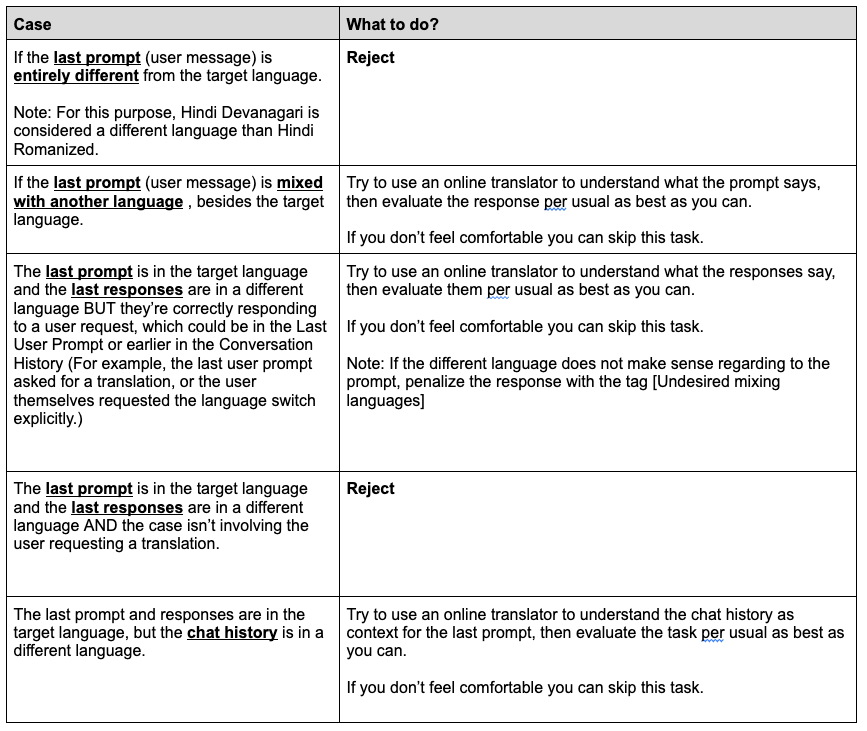 Case
What to do?
If the last prompt (user message) is
entirely different from the target language.
Note: For this purpose, Hindi Devanagari is
considered a different language than Hindi
Romanized.
Reject
If the last prompt (user message) is mixed
with another language , besides the target
language.
Try to use an online translator to understand what the prompt says,
then evaluate the response per usual as best as you can.
If you don’t feel comfortable you can skip this task.
The last prompt is in the target language
and the last responses are in a different
language BUT they’re correctly responding
to a user request, which could be in the Last
User Prompt or earlier in the Conversation
History (For example, the last user prompt
asked for a translation, or the user
themselves requested the language switch
explicitly.)
Try to use an online translator to understand what the responses say,
then evaluate them per usual as best as you can.
If you don’t feel comfortable you can skip this task.
Note: If the different language does not make sense regarding to the
prompt, penalize the response with the tag [Undesired mixing
languages]
The last prompt is in the target language
and the last responses are in a different
language AND the case isn’t involving the
user requesting a translation.
Reject
The last prompt and responses are in the
target language, but the chat history is in a
different language.
Try to use an online translator to understand the chat history as
context for the last prompt, then evaluate the task per usual as best as
you can.
If you don’t feel comfortable you can skip this task.